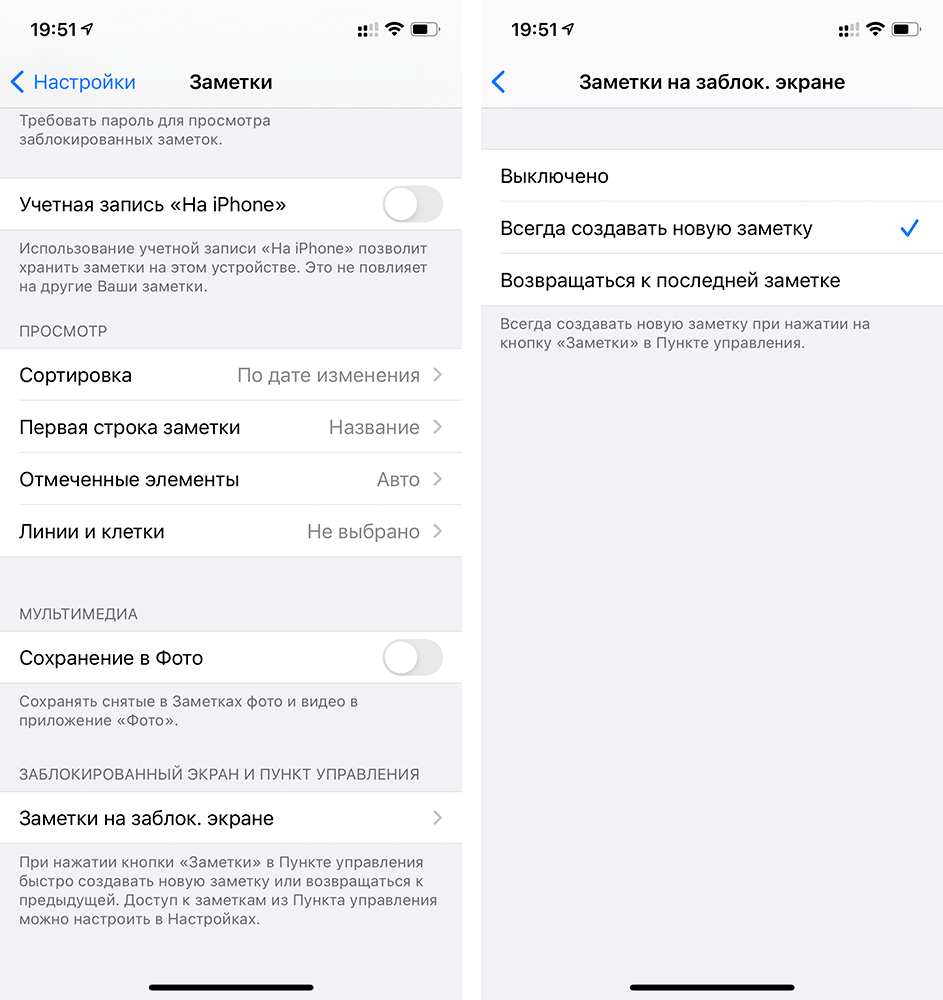 19:51
Настройки
Заметки
Требовать пароль для просмотра
заблокированных заметок.
Учетная запись «На iPhone»
Использование учетной записи «На iPhone» позволит
хранить заметки на этом устройстве. Это не повлияет
на другие Ваши заметки.
ПРОСМОТР
Сортировка По дате изменения
Первая строка заметки Название
Отмеченные элементы Авто
Линии и клетки Не выбрано
МУЛЬТИМЕДИА
Сохранение в Фото
Сохранять снятые в Заметках фото и видео в
приложение «Фото».
ЗАБЛОКИРОВАННЫЙ ЭКРАН И ПУНКТ УПРАВЛЕНИЯ
Заметки на заблок. экране
При нажатии кнопки «Заметки» в Пункте управления
быстро создавать новую заметку или возвращаться к
предыдущей. Доступ к заметкам из Пункта управления
можно настроить в Настройках.
19:51
Заметки на заблок. экране
Выключено
Всегда создавать новую заметку
Возвращаться к последней заметке
Всегда создавать новую заметку при нажатии на
кнопку «Заметки» в Пункте управления.